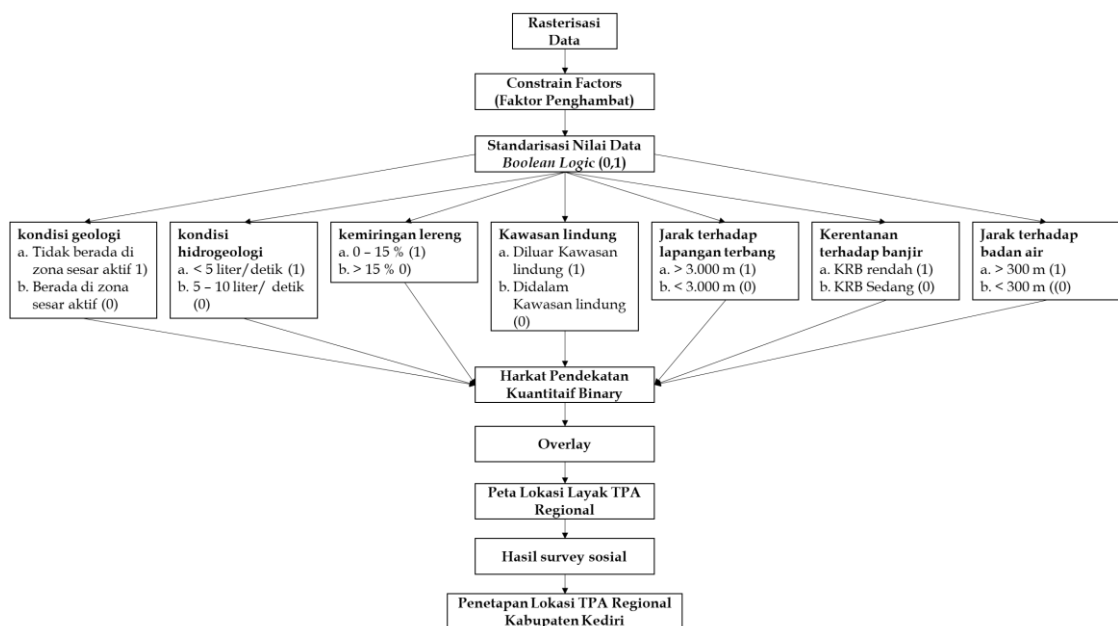 Rasterisasi
Data
Constrain Factors
(Faktor Penghambat)
Standarisasi Nilai Data
Boolean Logic (0,1)
kondisi geologi
a. Tidak berada di
zona sesar aktif 1)
b. Berada di zona
sesar aktif (0)
kondisi
hidrogeologi
a. < 5 liter/detik (1)
b. 5 – 10 liter/ detik
(0)
kemiringan lereng
a. 0 – 15 % (1)
b. > 15 % 0)
Kawasan lindung
a. Diluar Kawasan
lindung (1)
b. Didalam
Kawasan lindung
(0)
Jarak terhadap
lapangan terbang
a. > 3.000 m (1)
b. < 3.000 m (0)
Kerentanan
terhadap banjir
a. KRB rendah (1)
b. KRB Sedang (0)
Jarak terhadap
badan air
a. > 300 m (1)
b. < 300 m ((0)
Harkat Pendekatan
Kuantitaif Binary
Overlay
Peta Lokasi Layak TPA
Regional
Hasil survey sosial
Penetapan Lokasi TPA Regional
Kabupaten Kediri